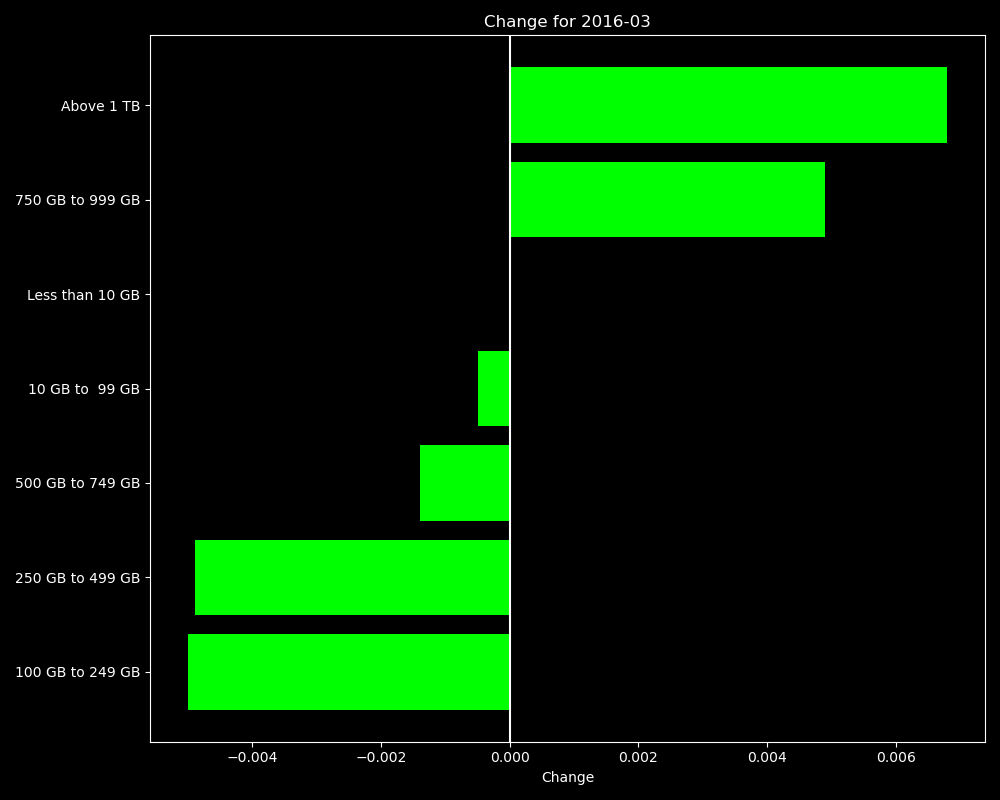 Change for 2016-03
Above 1 TB
750 GB to 999 GB
Less than 10 GB
10 GB to  99 GB
500 GB to 749 GB
250 GB to 499 GB
100 GB to 249 GB
−0.004 −0.002 0.000 0.002 0.004 0.006
Change